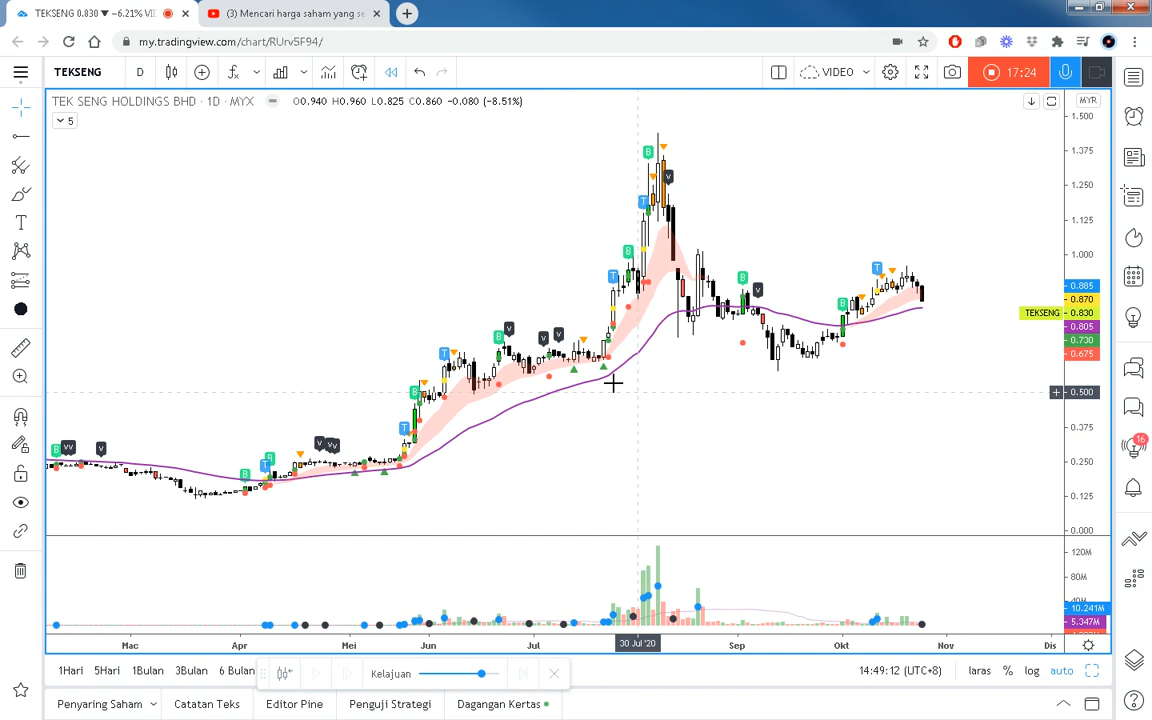 TEKSENG 0.830 ▼ −6.21% VI
(3) Mencari harga saham yang se
my.tradingview.com/chart/RUrv5F94/
TEKSENG
D
VIDEO
17:24
TEK SENG HOLDINGS BHD · 1D · MYX
O0.940 H0.960 L0.825 C0.860 -0.080 (-8.51%)
MYR
5
1.500
1.375
1.250
1.125
1.000
0.885
0.870
TEKSENG 0.830
0.805
0.730
0.675
0.500
0.375
0.250
0.125
0.000
120M
80M
40M
10.241M
5.347M
B
v
T
B
T
B
T
B
v
B
v
v
v
T
B
B
v
T
B
T
B
vv
v
v
vv
B
T
B
16
Mac
Apr
Mei
Jun
Jul
30 Jul '20
Sep
Okt
Nov
Dis
1Hari
5Hari
1Bulan
3Bulan
6 Bulan
Kelajuan
14:49:12 (UTC+8)
laras
%
log
auto
Penyaring Saham
Catatan Teks
Editor Pine
Penguji Strategi
Dagangan Kertas